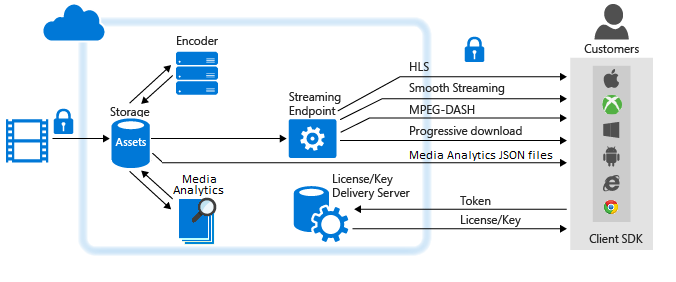 Encoder
Customers
HLS
Smooth Streaming
Streaming
Endpoint
MPEG-DASH
Storage
Progressive download
Assets
Media Analytics JSON files
Media
Analytics
License/Key
Delivery Server
Token
License/Key
Client SDK